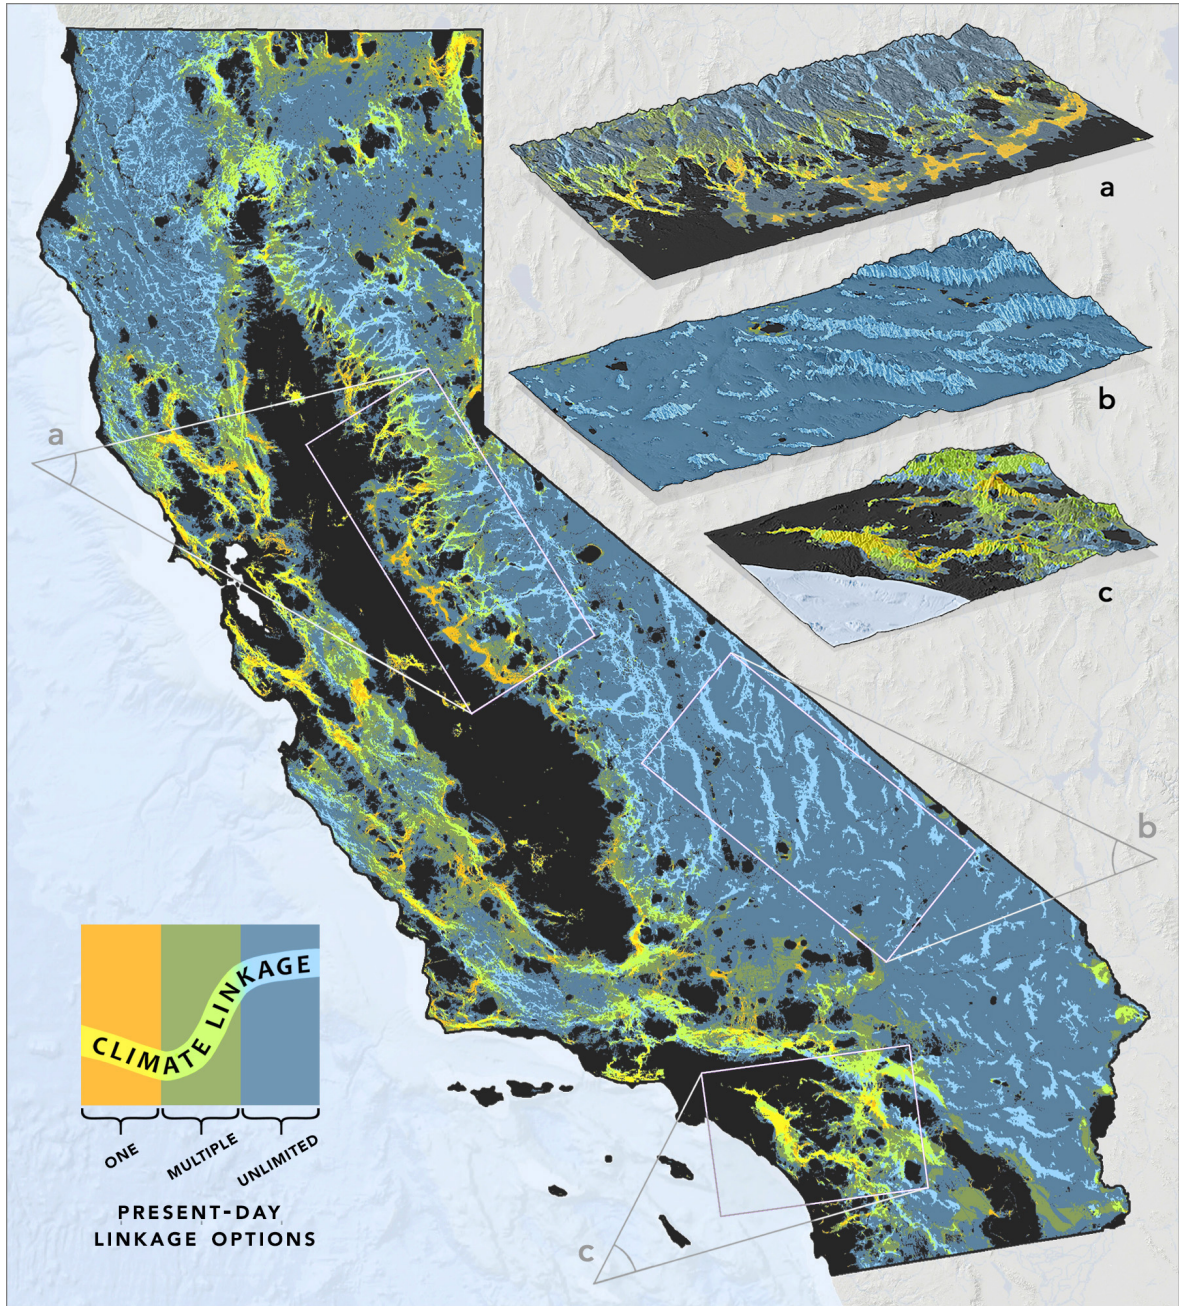 a
b
c
a
b
c
CLIMATE LINKAGE
ONE
MULTIPLE
UNLIMITED
PRESENT-DAY
LINKAGE OPTIONS